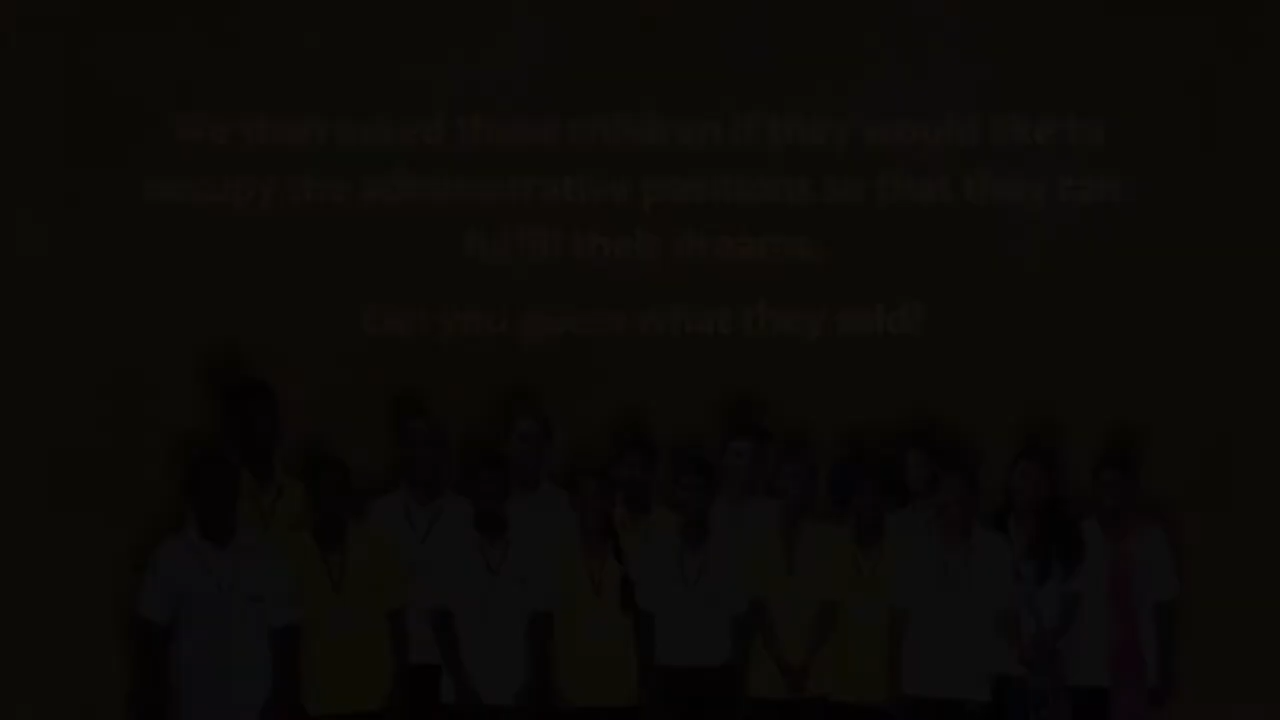 We then asked these children if they would like to
occupy the administrative positions so that they can
fulfill their dreams.
Can you guess what they said?